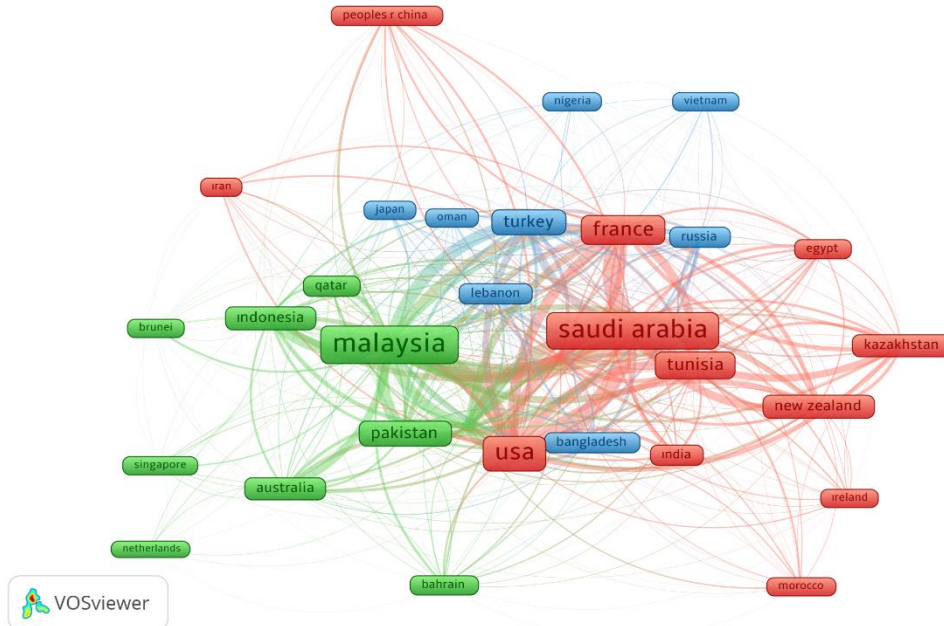 peoples r china
nigeria
vietnam
ıran
japan
oman
turkey
france
russia
egypt
qatar
lebanon
ındonesia
brunei
malaysia
saudi arabia
kazakhstan
tunisia
new zealand
pakistan
usa
bangladesh
ındia
singapore
australia
ıreland
netherlands
bahrain
morocco
VOSviewer